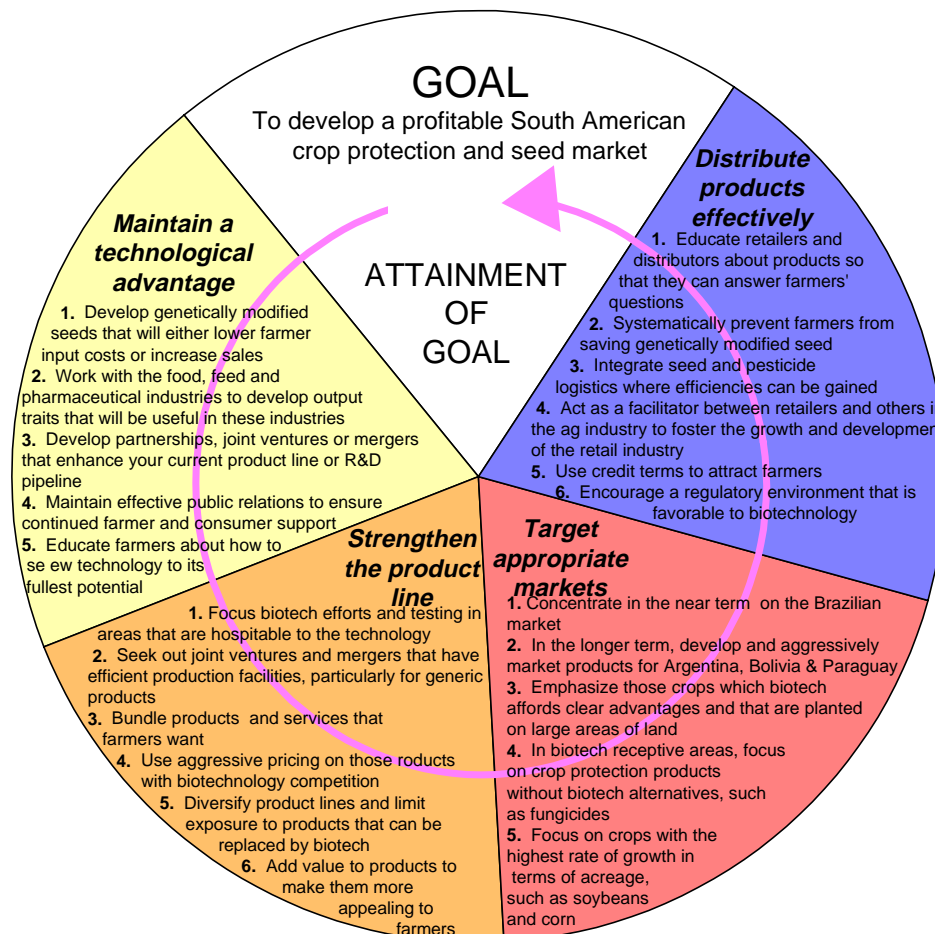 GOAL
To develop a profitable South American
crop protection and seed market
ATTAINMENT
OF
GOAL
Distribute
products
effectively
1. Educate retailers and
distributors about products so
that they can answer farmers'
questions
2. Systematically prevent farmers from
saving genetically modified seed
3. Integrate seed and pesticide
logistics where efficiencies can be gained
4. Act as a facilitator between retailers and others i
the ag industry to foster the growth and developmen
of the retail industry
5. Use credit terms to attract farmers
6. Encourage a regulatory environment that is
favorable to biotechnology
Target
appropriate
markets
1. Concentrate in the near term on the Brazilian
market
2. In the longer term, develop and aggressively
market products for Argentina, Bolivia & Paraguay
3. Emphasize those crops which biotech
affords clear advantages and that are planted
on large areas of land
4. In biotech receptive areas, focus
on crop protection products
without biotech alternatives, such
as fungicides
5. Focus on crops with the
highest rate of growth in
terms of acreage,
such as soybeans
and corn
Strengthen
the product
line
1. Focus biotech efforts and testing in
areas that are hospitable to the technology
2. Seek out joint ventures and mergers that have
efficient production facilities, particularly for generic
products
3. Bundle products and services that
farmers want
4. Use aggressive pricing on those roducts
with biotechnology competition
5. Diversify product lines and limit
exposure to products that can be
replaced by biotech
6. Add value to products to
make them more
appealing to
farmers
Maintain a
technological
advantage
1. Develop genetically modified
seeds that will either lower farmer
input costs or increase sales
2. Work with the food, feed and
pharmaceutical industries to develop output
traits that will be useful in these industries
3. Develop partnerships, joint ventures or mergers
that enhance your current product line or R&D
pipeline
4. Maintain effective public relations to ensure
continued farmer and consumer support
5. Educate farmers about how to
se ew technology to its
fullest potential